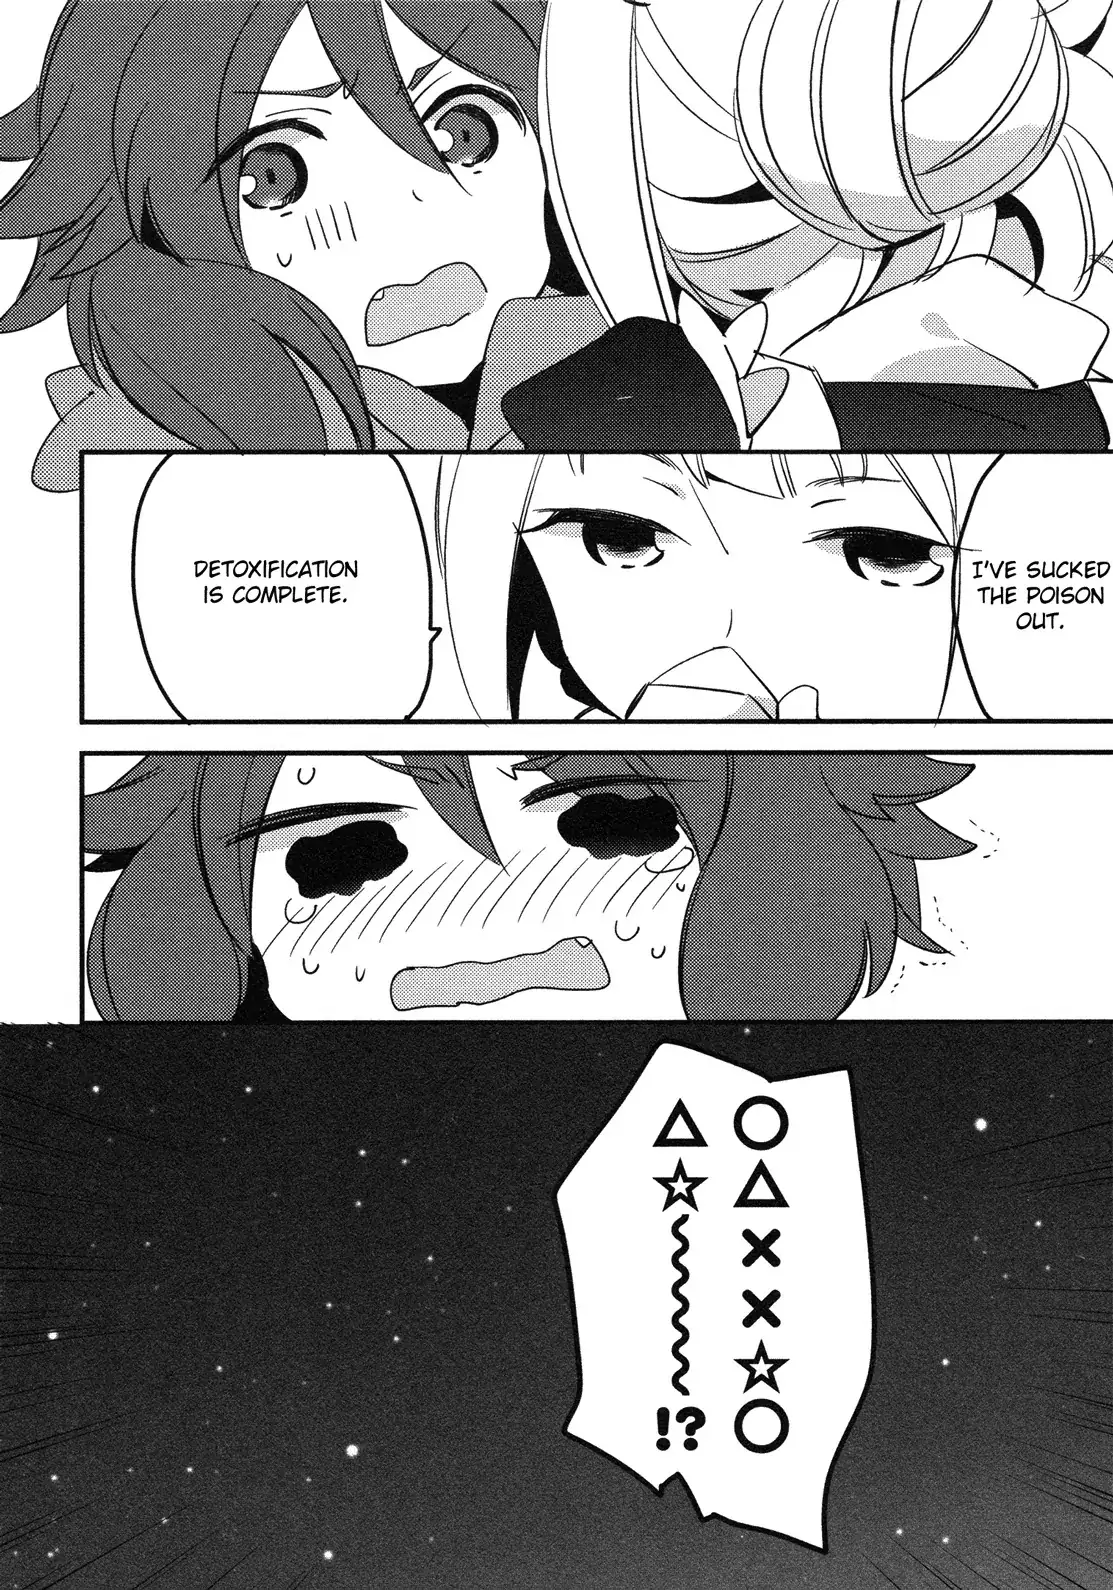 I'VE SUCKED
THE POISON
OUT.
DETOXIFICATION
IS COMPLETE.
○△××☆○
△☆〜〜〜!?